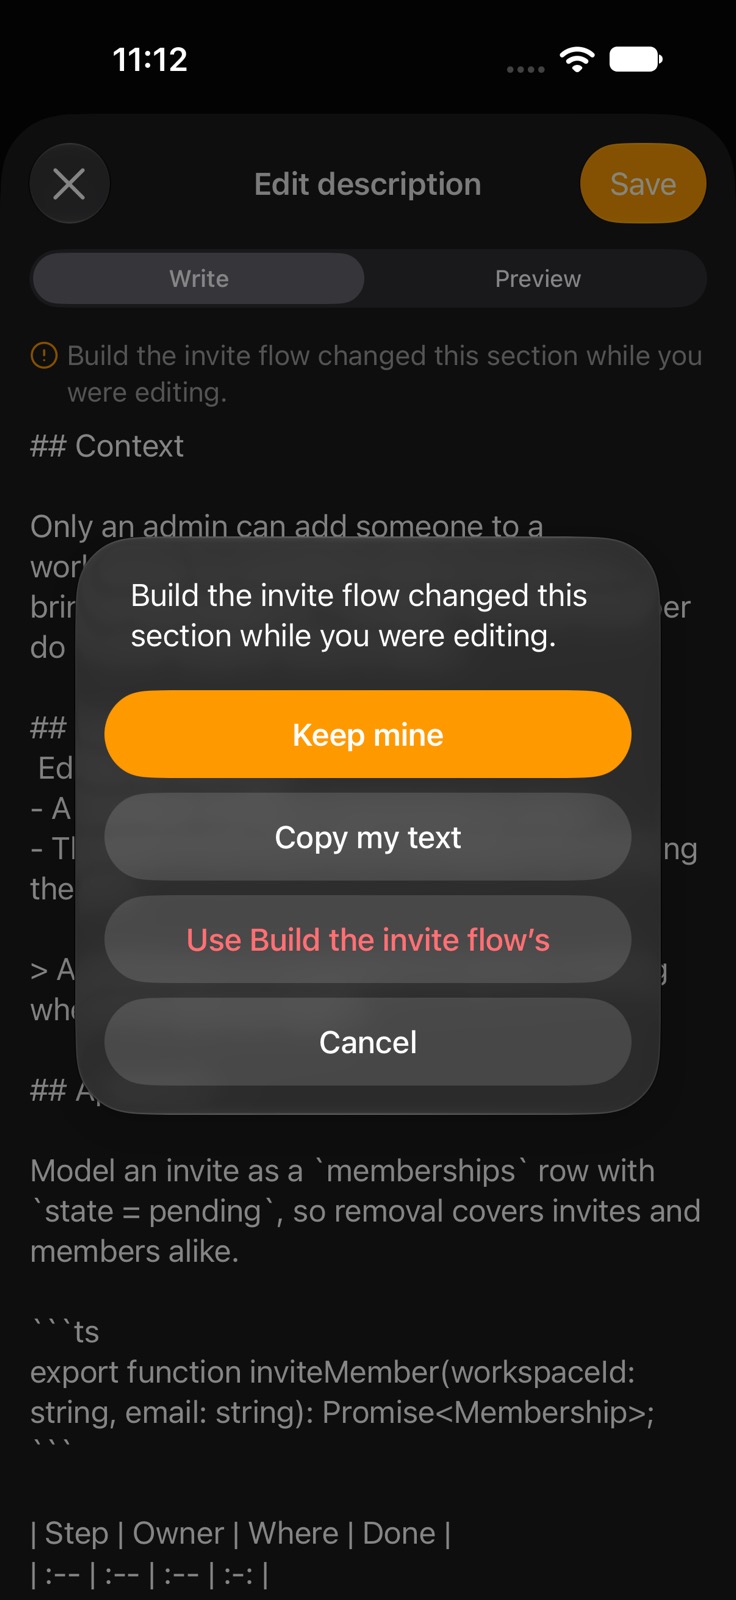 11:12
Edit description
Save
Write
Preview
Build the invite flow changed this section while you
were editing.
## Context
Only an admin can add someone to a
do
##
Ed
- A
the
> A
##
Build the invite flow changed this
section while you were editing.
Keep mine
Copy my text
Use Build the invite flow’s
Cancel
Model an invite as a `memberships` row with
`state = pending`, so removal covers invites and
members alike.
```ts
export function inviteMember(workspaceId:
string, email: string): Promise<Membership>;
```
| Step | Owner | Where | Done |
| :-- | :-- | :-- | :-: |